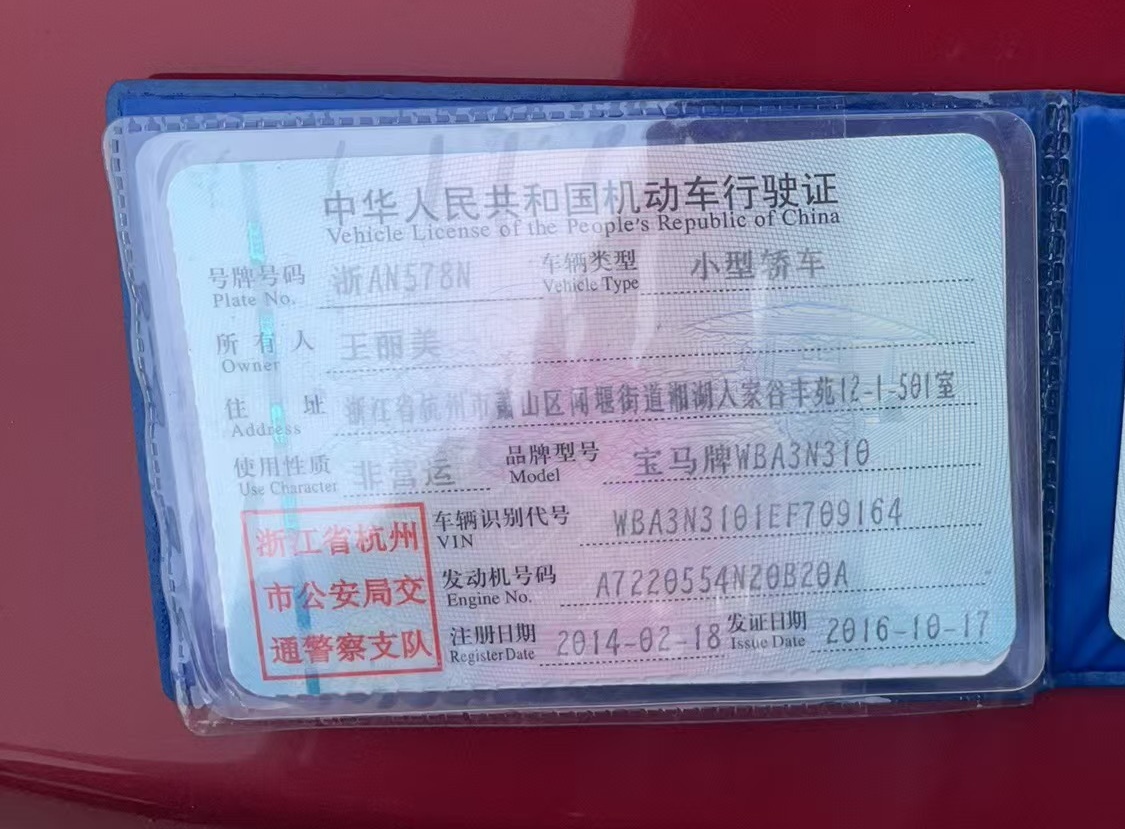 中华人民共和国机动车行驶证
Vehicle License of the People's Republic of China
号牌号码 浙AN578N 车辆类型 小型轿车
Plate No. Vehicle Type
所有人 王丽美
Owner
住址 浙江省杭州市萧山区闻堰街道湘湖人家谷丰苑12-1-501室
Address
使用性质 非营运 品牌型号 宝马牌WBA3N310
Use Character Model
浙江省杭州
市公安局交
通警察支队
车辆识别代号 WBA3N3101EF709164
VIN
发动机号码 A7220554N20B20A
Engine No.
注册日期 2014-02-18 发证日期 2016-10-17
Register Date Issue Date